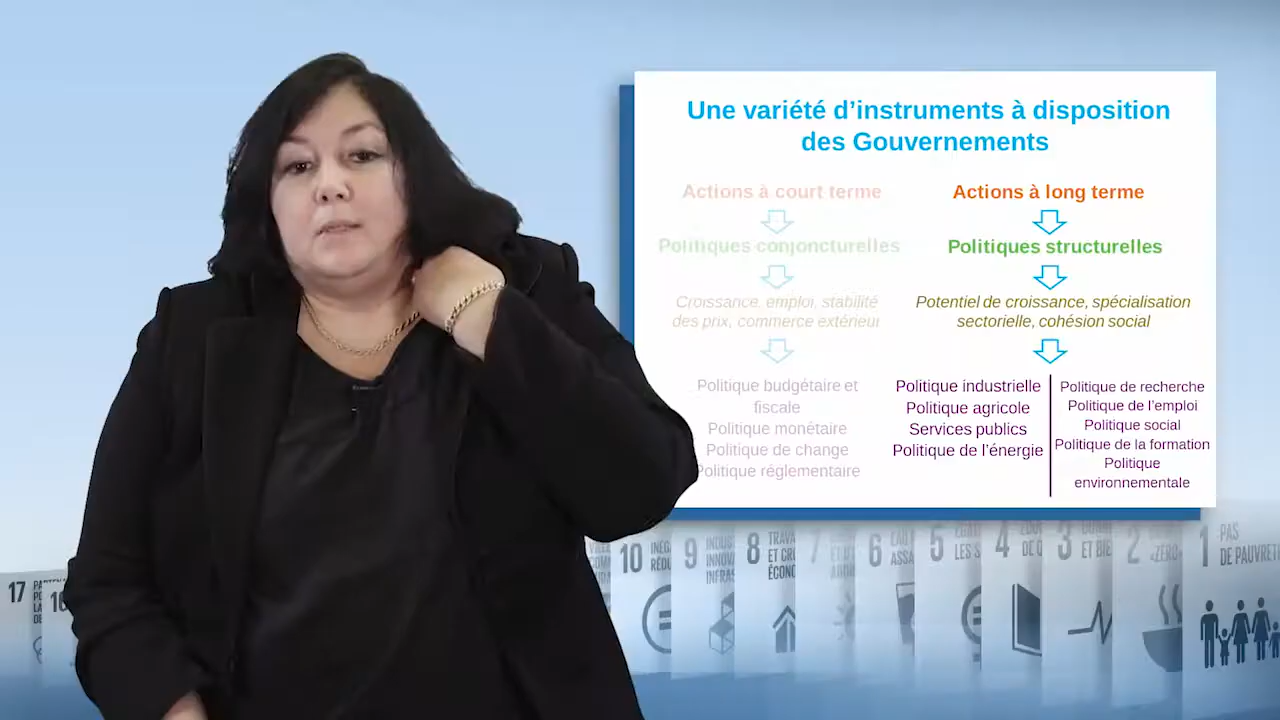 Une variété d’instruments à disposition
des Gouvernements
Actions à court terme
Politiques conjoncturelles
Croissance, emploi, stabilité
des prix, commerce extérieur
Politique budgétaire et
fiscale
Politique monétaire
Politique de change
Politique réglementaire
Actions à long terme
Politiques structurelles
Potentiel de croissance, spécialisation
sectorielle, cohésion social
Politique industrielle
Politique agricole
Services publics
Politique de l’énergie
Politique de recherche
Politique de l’emploi
Politique social
Politique de la formation
Politique
environnementale
17
10
9
8
7
6
5
4
3
ET BIE
2
1 PAS
DE PAUVRETÉ